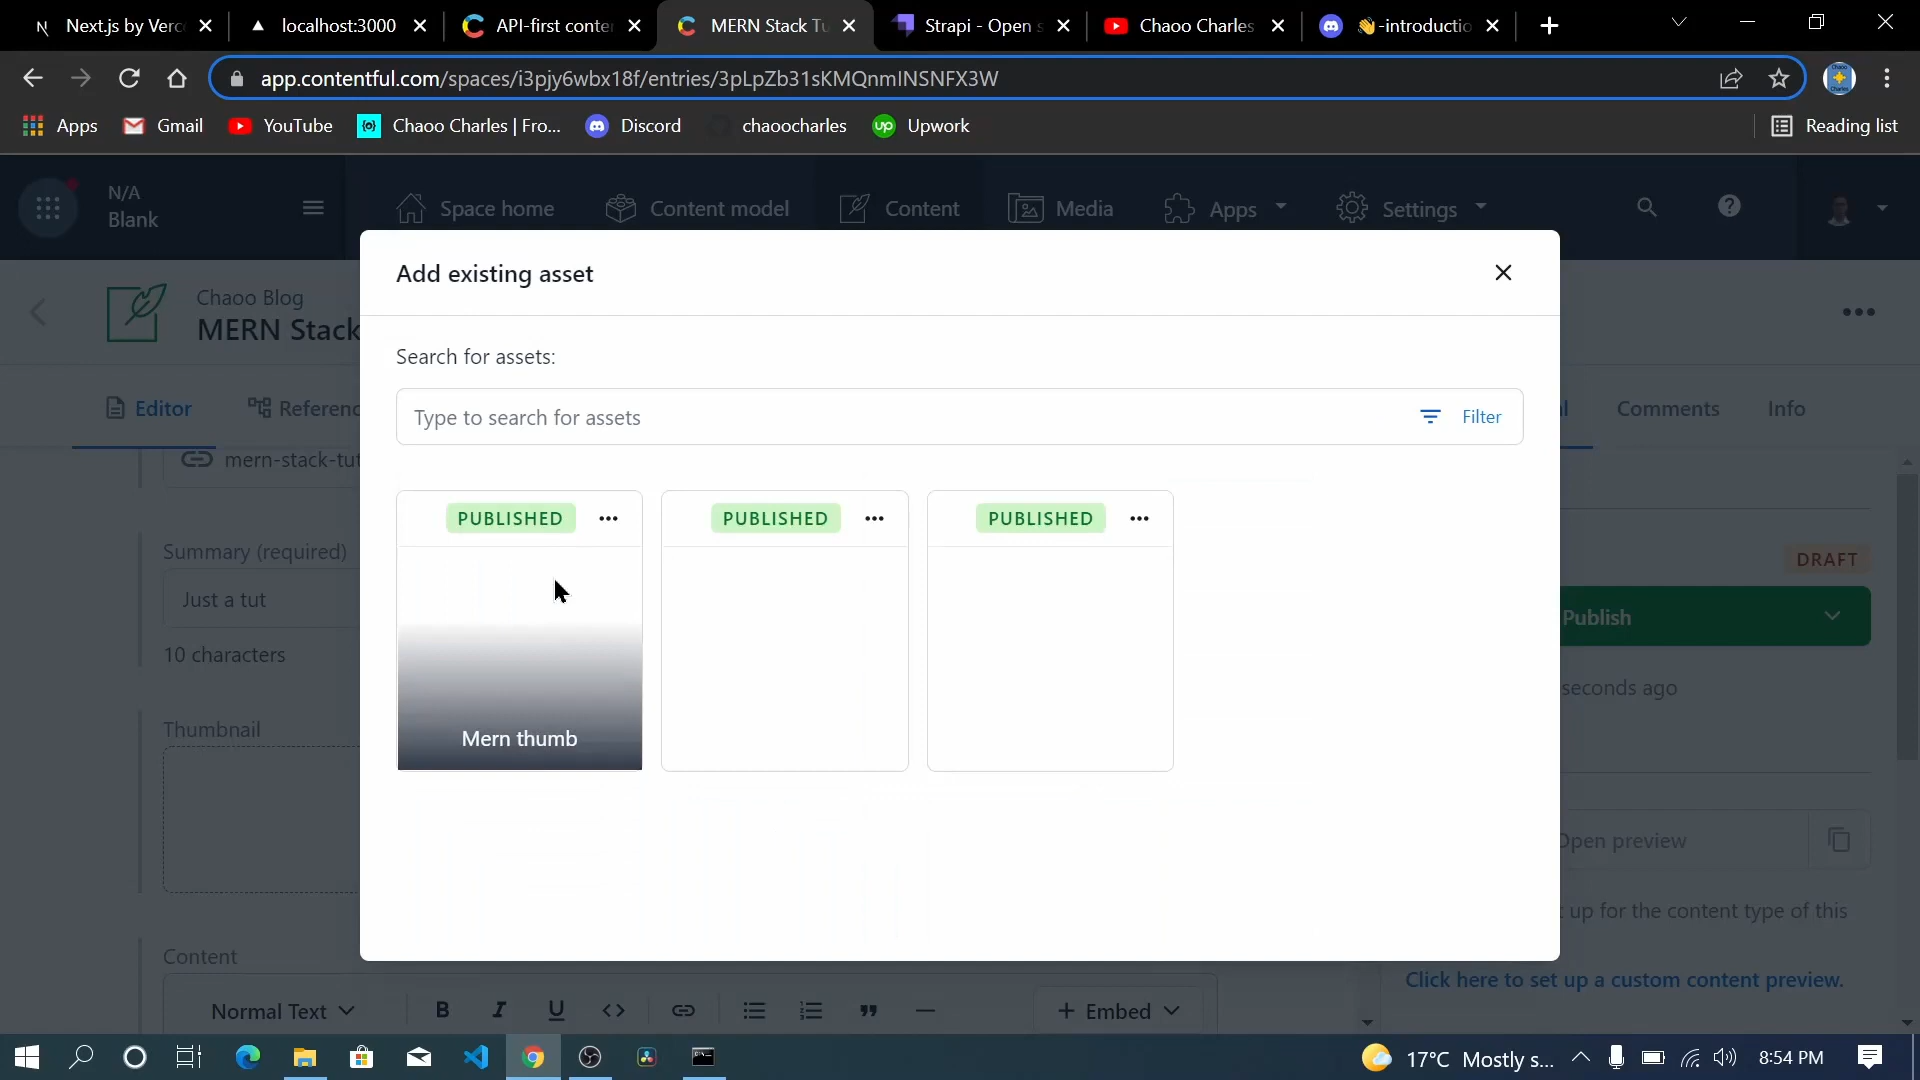 Next.js by Verc
localhost:3000
API-first conte
MERN Stack Tu
Strapi - Open s
Chaoo Charles
👋-introductio
app.contentful.com/spaces/i3pjy6wbx18f/entries/3pLpZb31sKMQnmINSNFX3W
Apps
Gmail
YouTube
Chaoo Charles | Fro...
Discord
chaoocharles
Upwork
Reading list
N/A
Blank
Space home
Content model
Content
Media
Apps
Settings
Chaoo Blog
MERN Stack
Add existing asset
Search for assets:
Type to search for assets
Filter
Editor
Referenc
Comments
Info
mern-stack-tut
PUBLISHED
PUBLISHED
PUBLISHED
Summary (required)
Just a tut
10 characters
DRAFT
Publish
seconds ago
Mern thumb
Thumbnail
Open preview
up for the content type of this
Click here to set up a custom content preview.
Content
Normal Text
B
I
U
Embed
17°C Mostly s...
8:54 PM